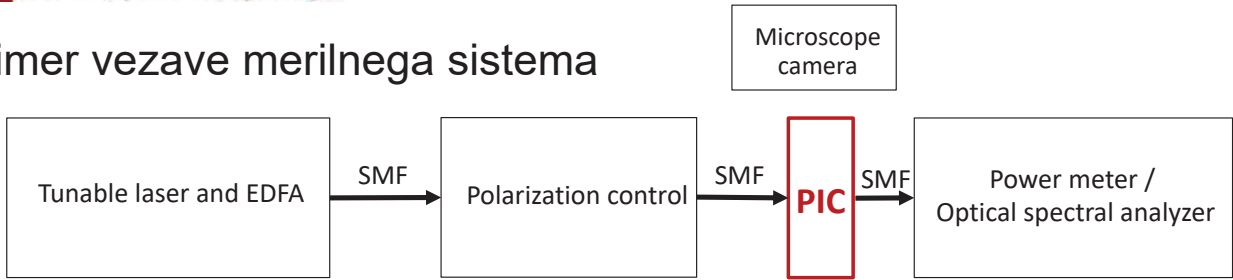 imer vezave merilnega sistema
Microscope
camera
Tunable laser and EDFA
SMF
Polarization control
SMF
PIC
SMF
Power meter /
Optical spectral analyzer